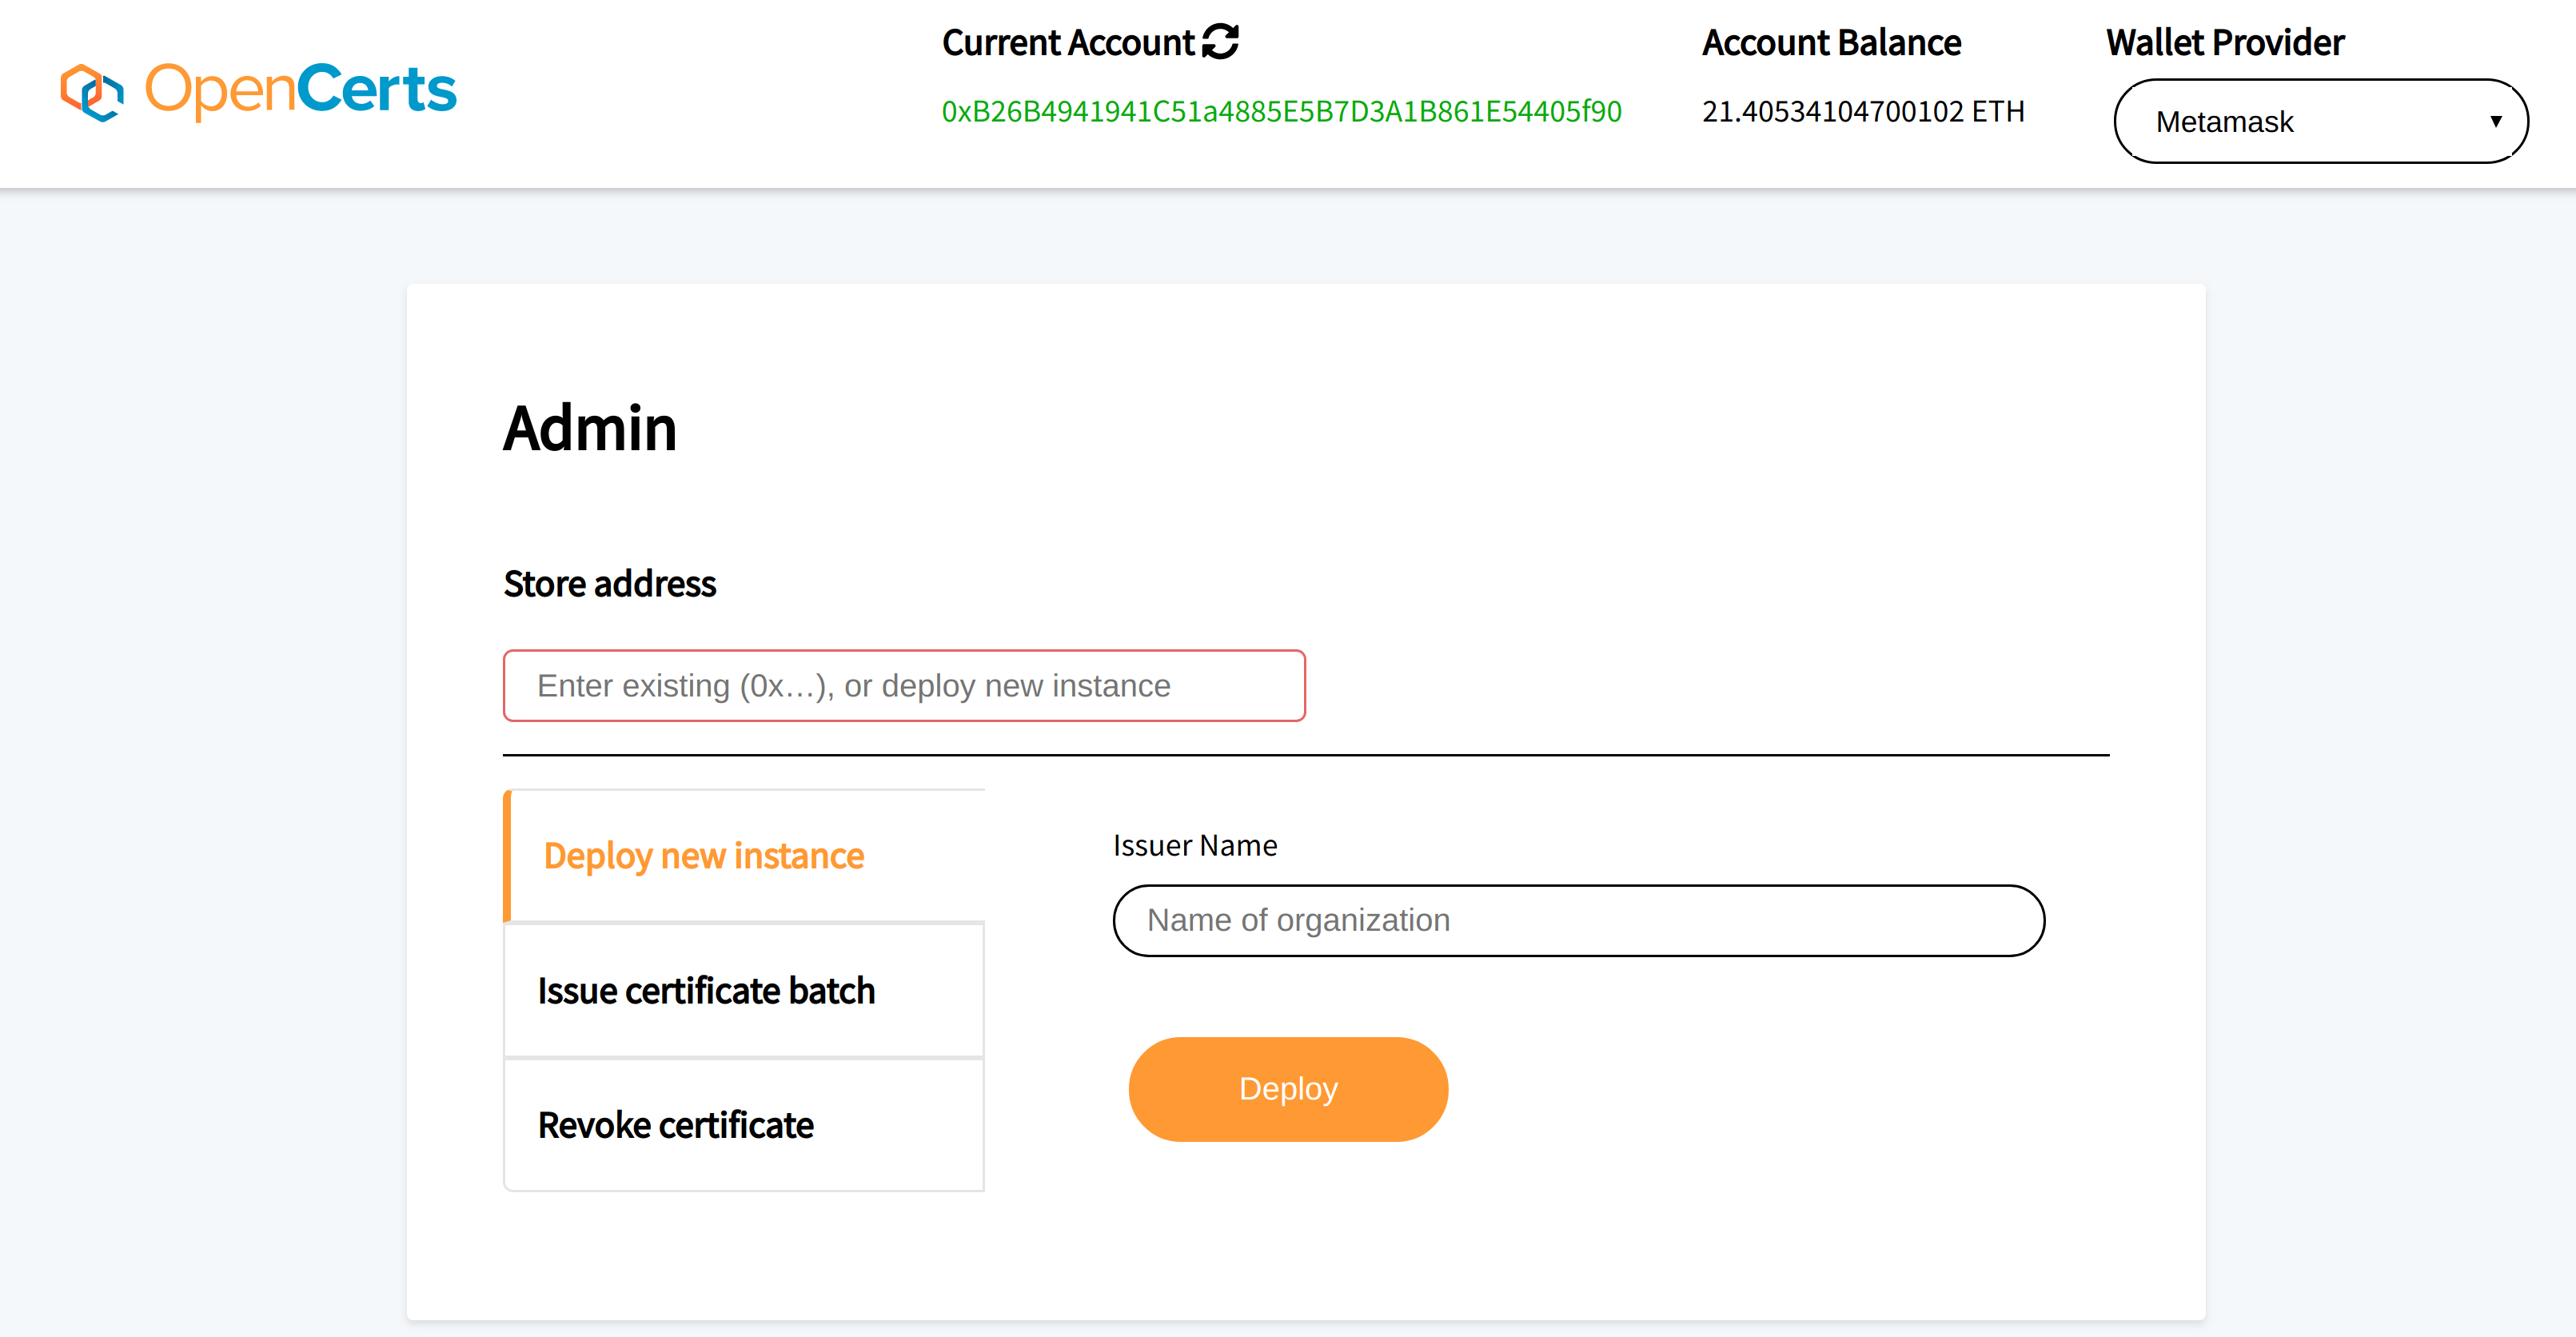 OpenCerts
Current Account
0xB26B4941941C51a4885E5B7D3A1B861E54405f90
Account Balance
21.40534104700102 ETH
Wallet Provider
Metamask
Admin
Store address
Enter existing (0x…), or deploy new instance
Deploy new instance
Issue certificate batch
Revoke certificate
Issuer Name
Name of organization
Deploy